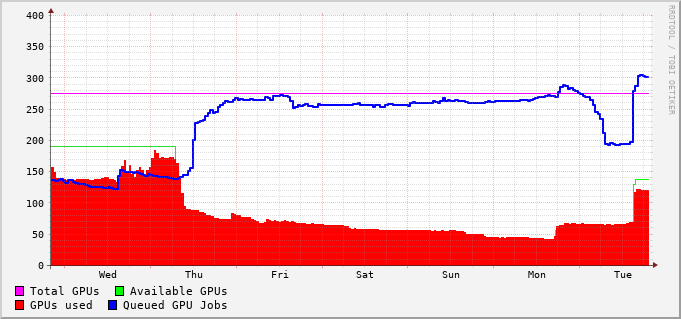 400
350
300
250
200
150
100
50
0
Wed Thu Fri Sat Sun Mon Tue
Total GPUs Available GPUs
GPUs used Queued GPU Jobs
RRDTOOL / TOBI OETIKER